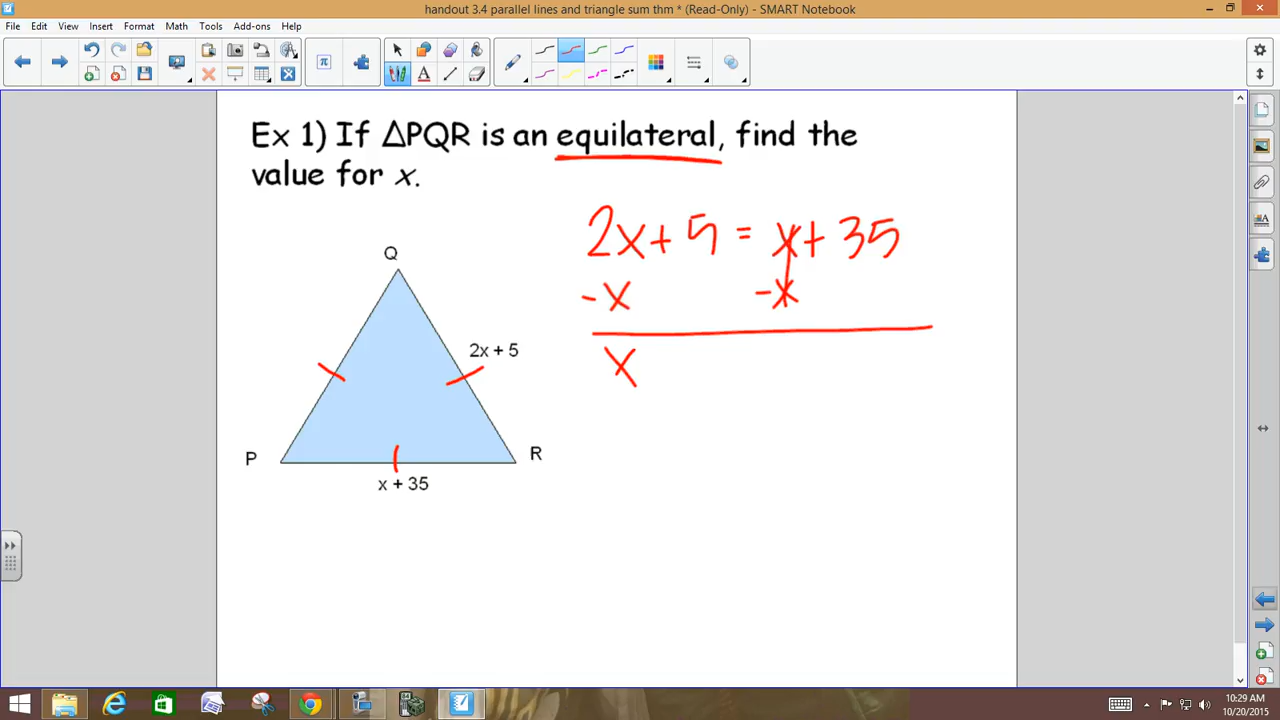 handout 3.4 parallel lines and triangle sum thm * (Read-Only) - SMART Notebook
File Edit View Insert Format Math Tools Add-ons Help
Ex 1) If ΔPQR is an equilateral, find the
value for x.
2x + 5 = x + 35
-x -x
x
Q
2x + 5
P
R
x + 35
10:29 AM
10/20/2015